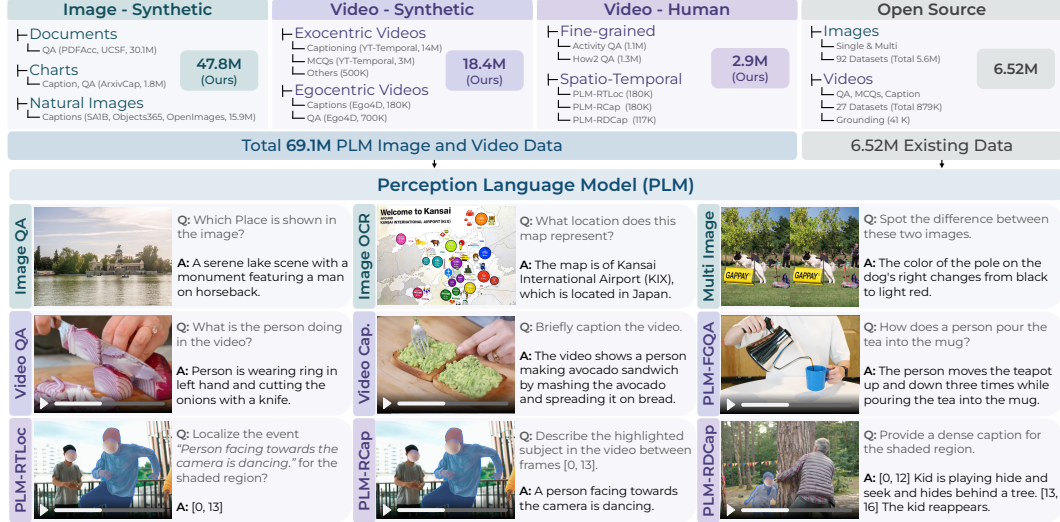 Image - Synthetic
Documents
QA (PDFAcc, UCSF, 30.1M)
Charts
Caption, QA (ArxivCap, 1.8M)
Natural Images
Captions (SA1B, Objects365, OpenImages, 15.9M)
47.8M
(Ours)
Video - Synthetic
Exocentric Videos
Captioning (YT-Temporal, 14M)
MCQs (YT-Temporal, 3M)
Others (500K)
Egocentric Videos
Captions (Ego4D, 180K)
QA (Ego4D, 700K)
18.4M
(Ours)
Video - Human
Fine-grained
Activity QA (1.1M)
How2 QA (1.3M)
Spatio-Temporal
PLM-RTLoc (180K)
PLM-RCap (180K)
PLM-RDCap (117K)
2.9M
(Ours)
Open Source
Images
Single & Multi
92 Datasets (Total 5.6M)
Videos
QA, MCQs, Caption
27 Datasets (Total 879K)
Grounding (41 K)
6.52M
Total 69.1M PLM Image and Video Data
6.52M Existing Data
Perception Language Model (PLM)
Image QA
Q: Which Place is shown in
the image?
A: A serene lake scene with a
monument featuring a man
on horseback.
Image OCR
Welcome to Kansai
AROUND
KANSAI INTERNATIONAL AIRPORT (KIX)
Q: What location does this
map represent?
A: The map is of Kansai
International Airport (KIX),
which is located in Japan.
Multi Image
GAPPAY
GAPPAY
Q: Spot the difference between
these two images.
A: The color of the pole on the
dog's right changes from black
to light red.
Video QA
Q: What is the person doing
in the video?
A: Person is wearing ring in
left hand and cutting the
onions with a knife.
Video Cap.
Q: Briefly caption the video.
A: The video shows a person
making avocado sandwich
by mashing the avocado
and spreading it on bread.
PLM-FGQA
Q: How does a person pour the
tea into the mug?
A: The person moves the teapot
up and down three times while
pouring the tea into the mug.
PLM-RTLoc
Q: Localize the event
“Person facing towards the
camera is dancing.” for the
shaded region?
A: [0, 13]
PLM-RCap
Q: Describe the highlighted
subject in the video between
frames [0, 13].
A: A person facing towards
the camera is dancing.
PLM-RDCap
Q: Provide a dense caption for
the shaded region.
A: [0, 12] Kid is playing hide and
seek and hides behind a tree. [13,
16] The kid reappears.